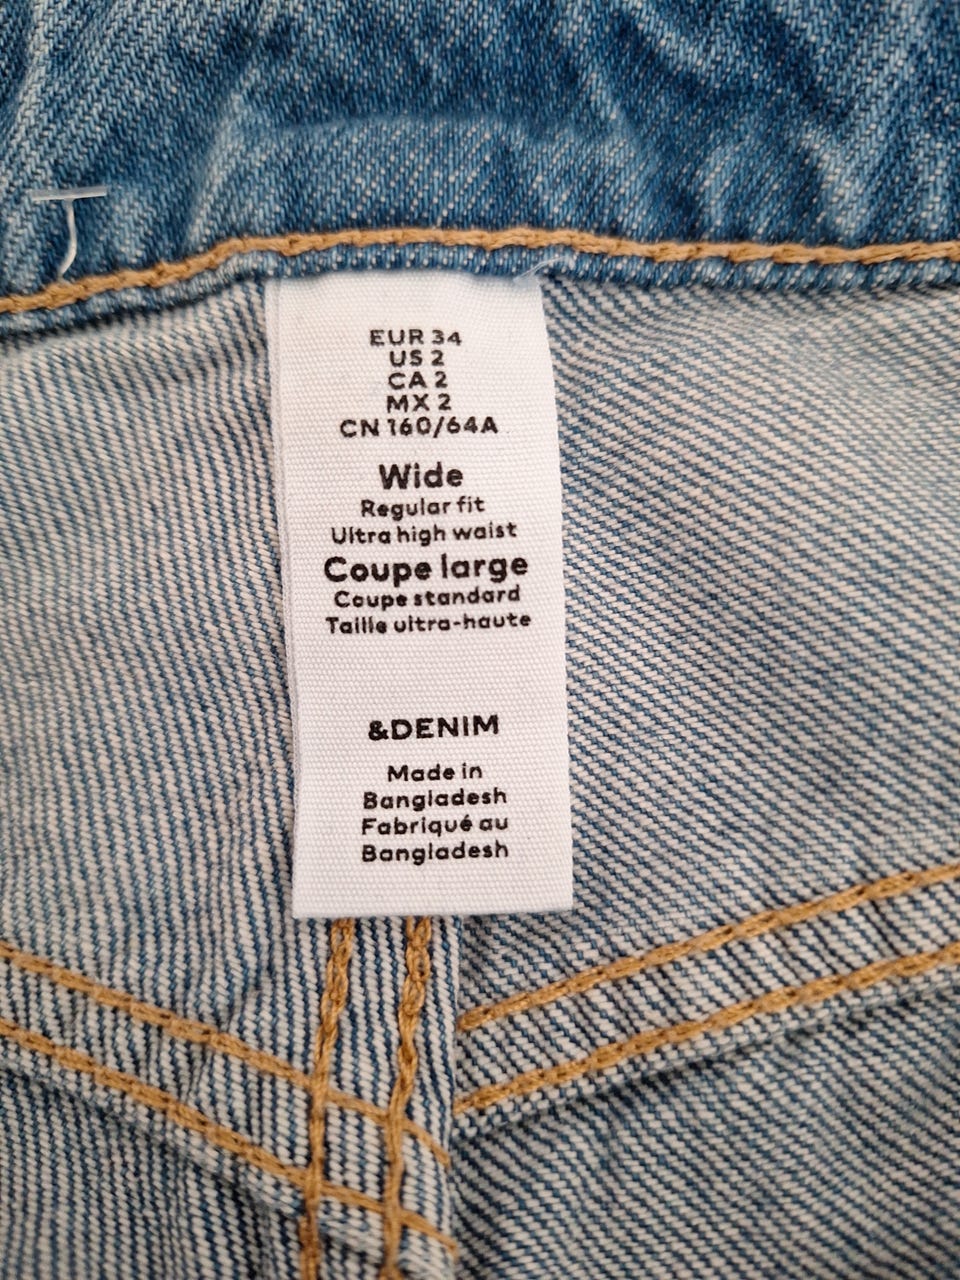 EUR 34
US 2
CA 2
MX 2
CN 160/64A
Wide
Regular fit
Ultra high waist
Coupe large
Coupe standard
Taille ultra-haute
&DENIM
Made in
Bangladesh
Fabriqué au
Bangladesh